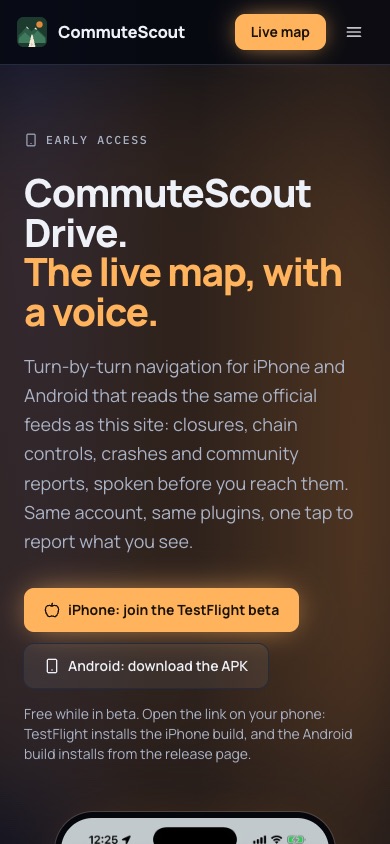 CommuteScout
Live map
EARLY ACCESS
CommuteScout
Drive.
The live map, with
a voice.
Turn-by-turn navigation for iPhone and
Android that reads the same official
feeds as this site: closures, chain
controls, crashes and community
reports, spoken before you reach them.
Same account, same plugins, one tap to
report what you see.
iPhone: join the TestFlight beta
Android: download the APK
Free while in beta. Open the link on your phone:
TestFlight installs the iPhone build, and the Android
build installs from the release page.
12:25